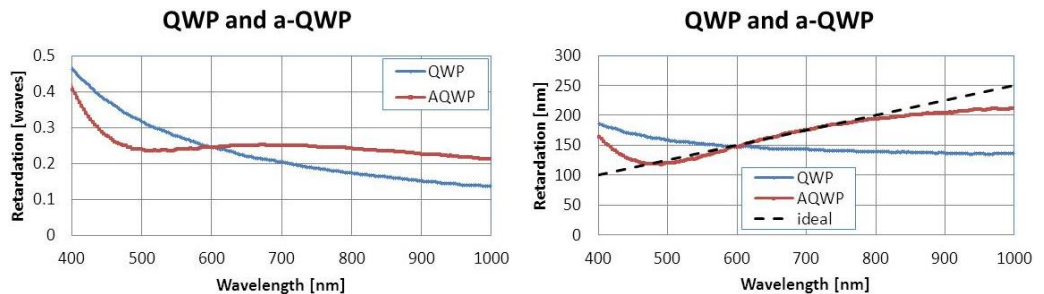 QWP and a-QWP
Retardation [waves]
0.5
0.4
0.3
0.2
0.1
0
QWP
AQWP
400 500 600 700 800 900 1000
Wavelength [nm]
QWP and a-QWP
Retardation [nm]
300
250
200
150
100
50
0
QWP
AQWP
ideal
400 500 600 700 800 900 1000
Wavelength [nm]